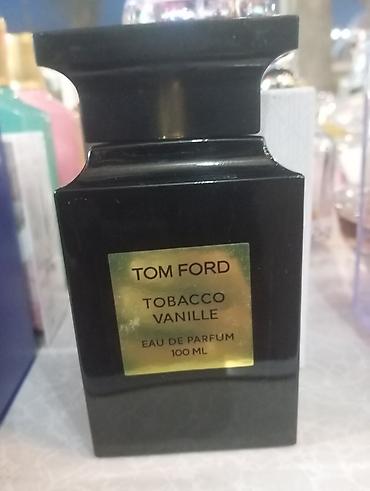 TOM FORD
TOBACCO
VANILLE
EAU DE PARFUM
100 ML